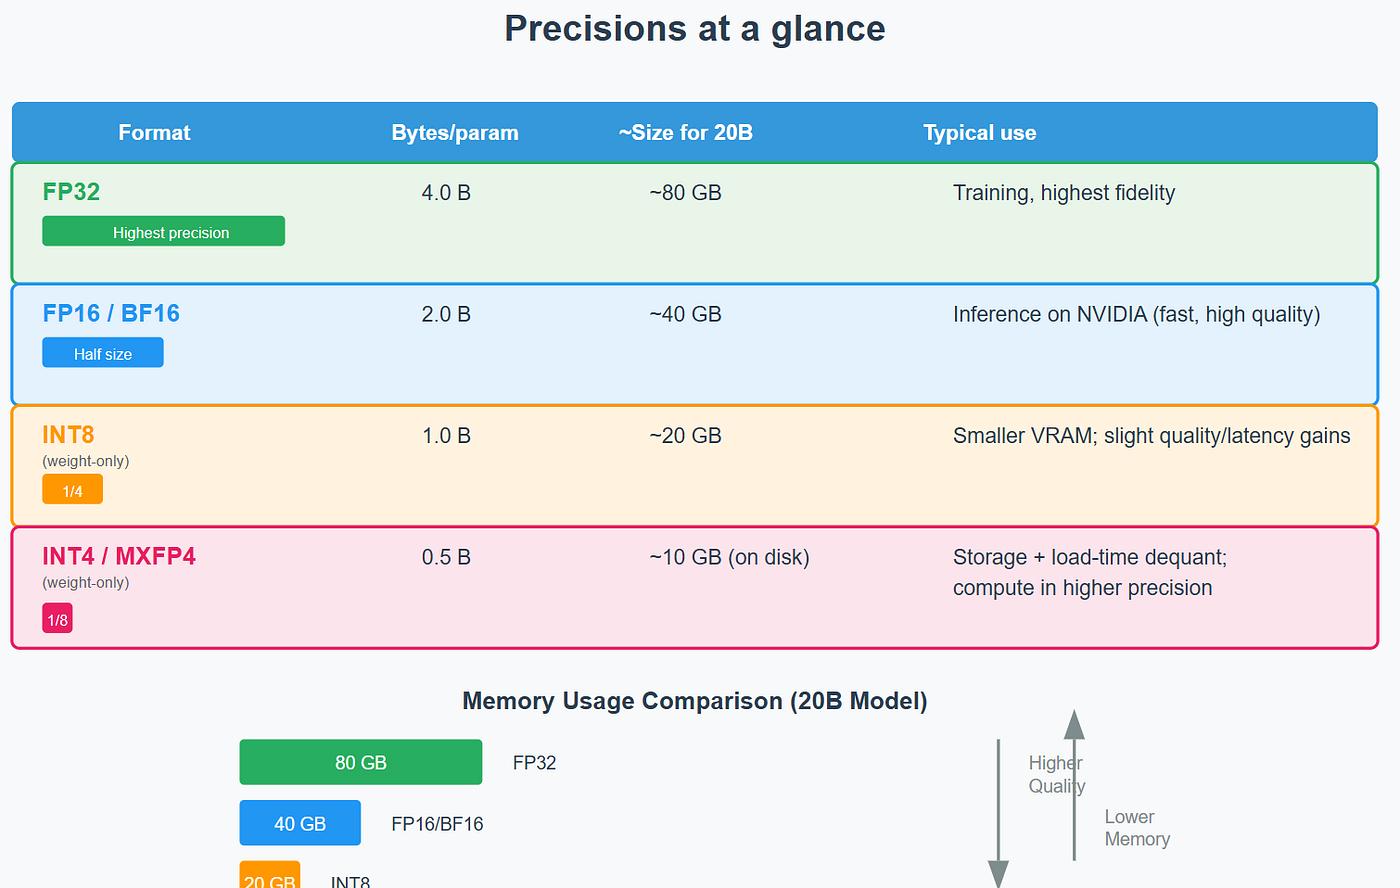 Precisions at a glance
Format Bytes/param ~Size for 20B Typical use
FP32 4.0 B ~80 GB Training, highest fidelity
Highest precision
FP16 / BF16 2.0 B ~40 GB Inference on NVIDIA (fast, high quality)
Half size
INT8 1.0 B ~20 GB Smaller VRAM; slight quality/latency gains
(weight-only)
1/4
INT4 / MXFP4 0.5 B ~10 GB (on disk) Storage + load-time dequant;
(weight-only) compute in higher precision
1/8
Memory Usage Comparison (20B Model)
80 GB FP32
Higher
Quality
40 GB FP16/BF16
Lower
Memory
20 GB INT8